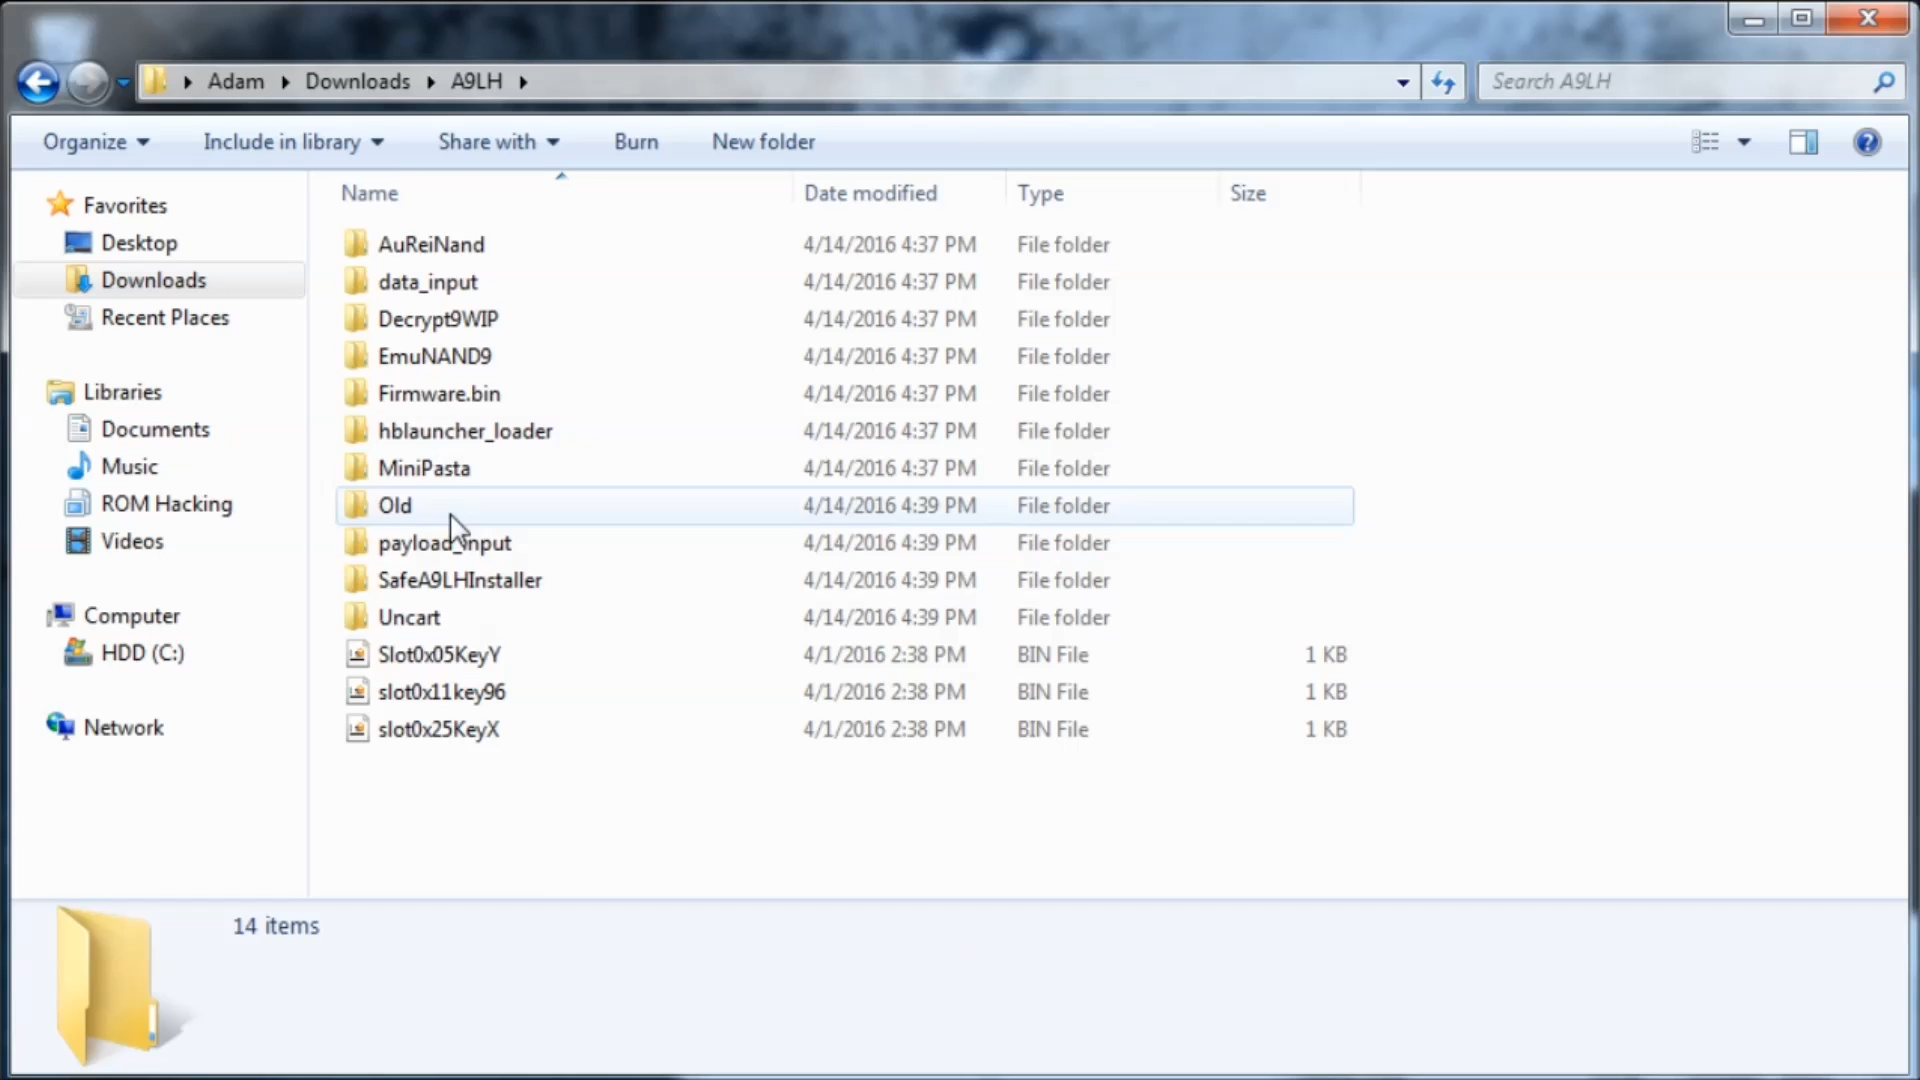 Adam Downloads A9LH
Search A9LH
Organize Include in library Share with Burn New folder
Favorites
Desktop
Downloads
Recent Places
Libraries
Documents
Music
ROM Hacking
Videos
Computer
HDD (C:)
Network
Name Date modified Type Size
AuReiNand 4/14/2016 4:37 PM File folder
data_input 4/14/2016 4:37 PM File folder
Decrypt9WIP 4/14/2016 4:37 PM File folder
EmuNAND9 4/14/2016 4:37 PM File folder
Firmware.bin 4/14/2016 4:37 PM File folder
hblauncher_loader 4/14/2016 4:37 PM File folder
MiniPasta 4/14/2016 4:37 PM File folder
Old 4/14/2016 4:39 PM File folder
payload_input 4/14/2016 4:39 PM File folder
SafeA9LHInstaller 4/14/2016 4:39 PM File folder
Uncart 4/14/2016 4:39 PM File folder
Slot0x05KeyY 4/1/2016 2:38 PM BIN File 1 KB
slot0x11key96 4/1/2016 2:38 PM BIN File 1 KB
slot0x25KeyX 4/1/2016 2:38 PM BIN File 1 KB
14 items